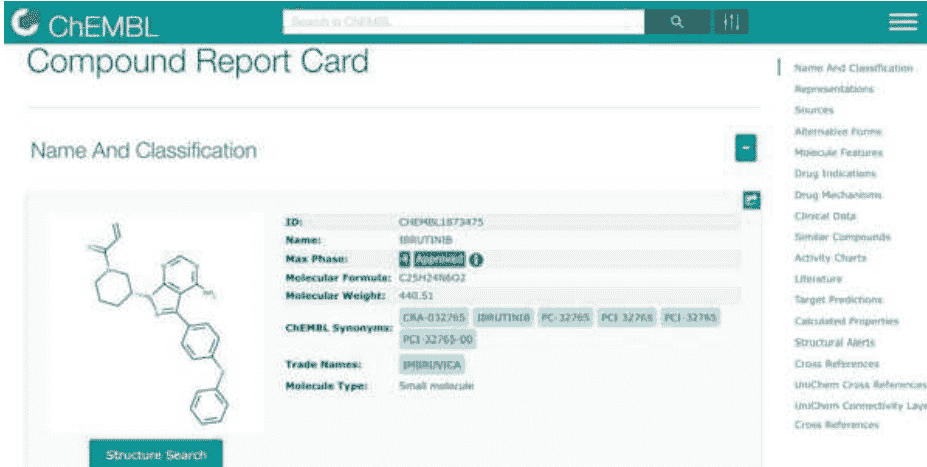 ChEMBL
Search in ChEMBL
Compound Report Card
Name And Classification
ID: CHEMBL1873475
Name: IBRUTINIB
Max Phase: 4 Approved
Molecular Formula: C25H24N6O2
Molecular Weight: 440.51
ChEMBL Synonyms: CRA-032765 IBRUTINIB PC-32765 PCI 32765 PCI-32765
PCI-32765-00
Trade Names: IMBRUVICA
Molecule Type: Small molecule
Structure Search
Name And Classification
Representations
Sources
Alternative Forms
Molecule Features
Drug Indications
Drug Mechanisms
Clinical Data
Similar Compounds
Activity Charts
Literature
Target Predictions
Calculated Properties
Structural Alerts
Cross References
UniChem Cross References
UniChem Connectivity Laye
Cross References